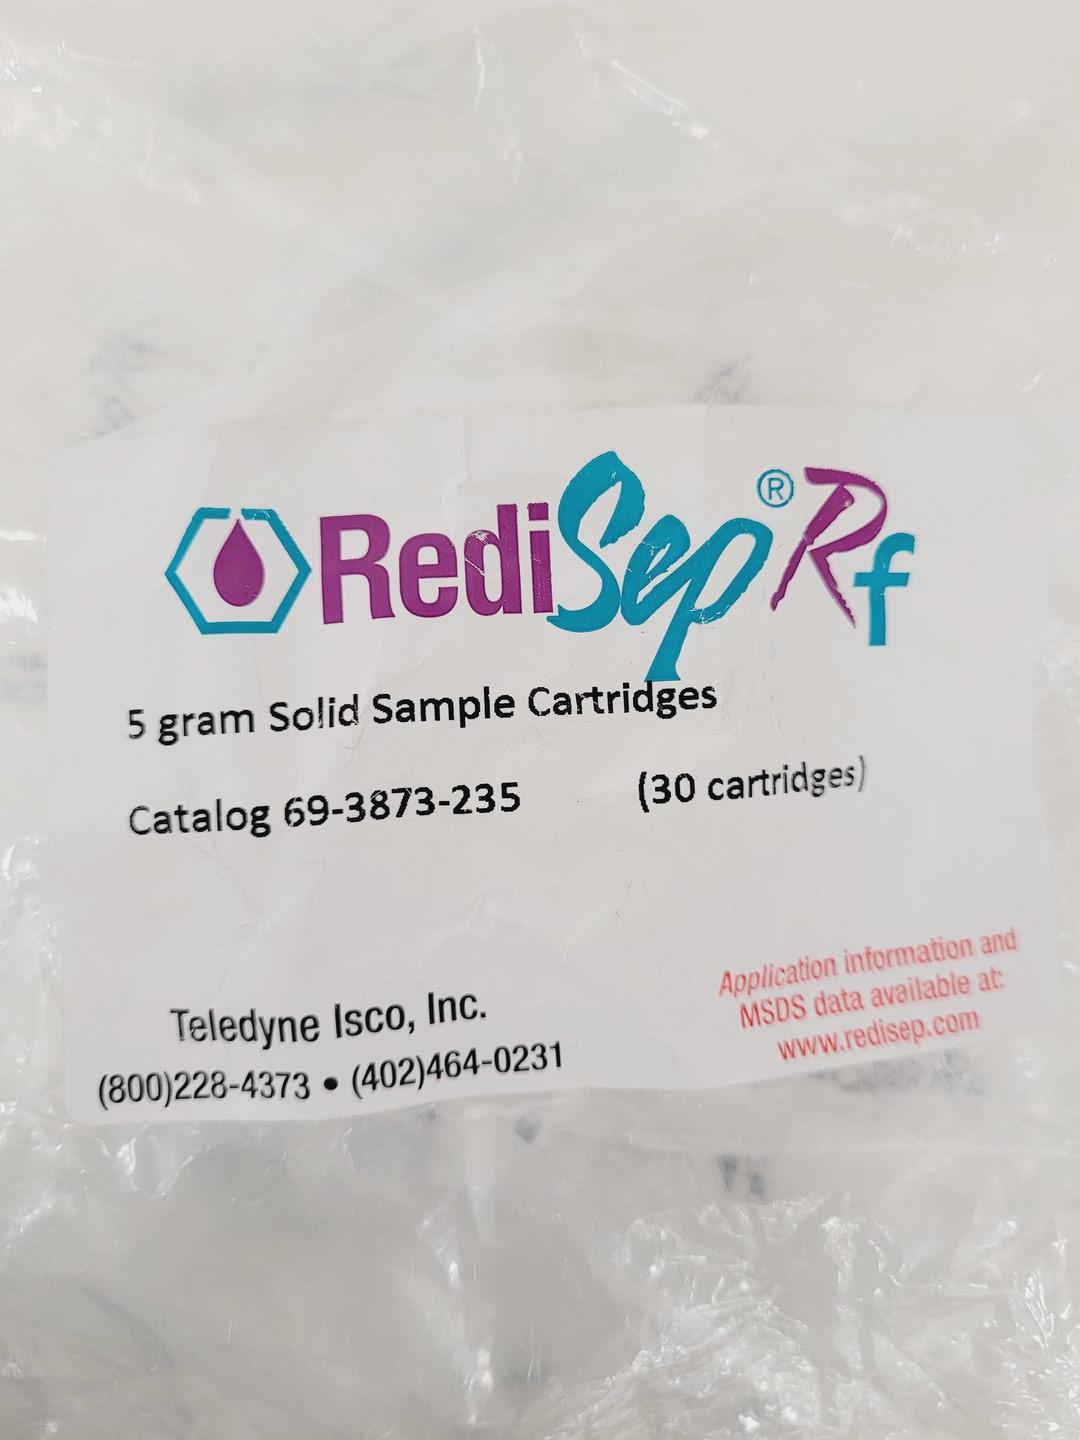 RediSep® Rf
5 gram Solid Sample Cartridges
Catalog 69-3873-235 (30 cartridges)
Application information and
MSDS data available at:
www.redisep.com
Teledyne Isco, Inc.
(800)228-4373 • (402)464-0231